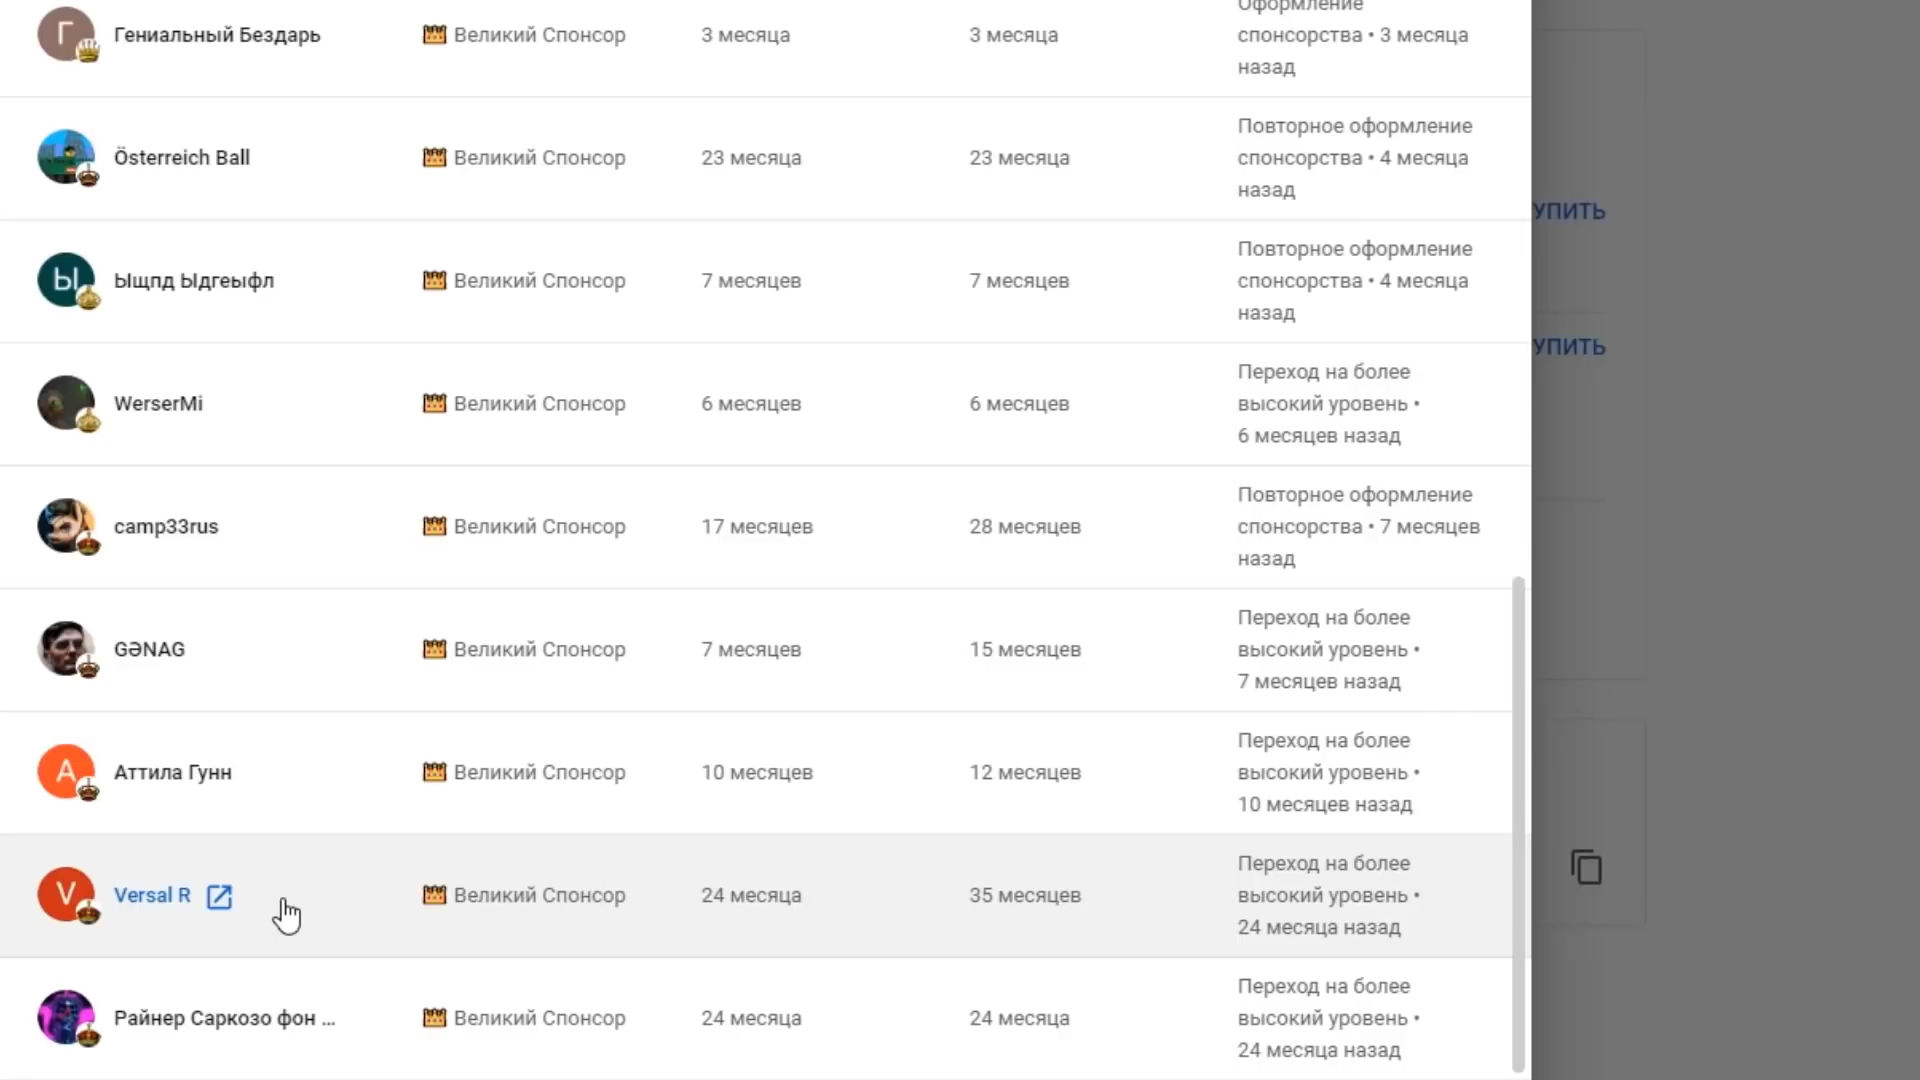 Оформление
Г Гениальный Бездарь Великий Спонсор 3 месяца 3 месяца спонсорства • 3 месяца
назад
Повторное оформление
Österreich Ball Великий Спонсор 23 месяца 23 месяца спонсорства • 4 месяца
назад
УПИТЬ
Повторное оформление
Ы Ыщпд Ыдгеыфл Великий Спонсор 7 месяцев 7 месяцев спонсорства • 4 месяца
назад
УПИТЬ
Переход на более
WerserMi Великий Спонсор 6 месяцев 6 месяцев высокий уровень •
6 месяцев назад
Повторное оформление
camp33rus Великий Спонсор 17 месяцев 28 месяцев спонсорства • 7 месяцев
назад
Переход на более
GƏNAG Великий Спонсор 7 месяцев 15 месяцев высокий уровень •
7 месяцев назад
Переход на более
А Аттила Гунн Великий Спонсор 10 месяцев 12 месяцев высокий уровень •
10 месяцев назад
Переход на более
V Versal R Великий Спонсор 24 месяца 35 месяцев высокий уровень •
24 месяца назад
Переход на более
Райнер Саркозо фон ... Великий Спонсор 24 месяца 24 месяца высокий уровень •
24 месяца назад